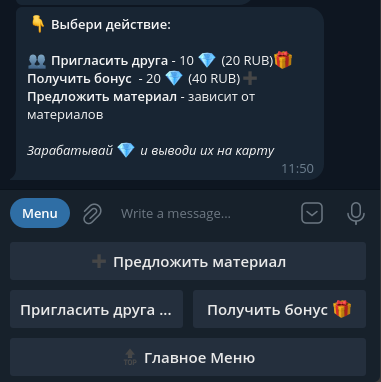 👇 Выбери действие:
👥 Пригласить друга - 10 💎 (20 RUB)🎁
Получить бонус - 20 💎 (40 RUB)➕
Предложить материал - зависит от
материалов
Зарабатывай 💎 и выводи их на карту
11:50
Menu
Write a message...
➕ Предложить материал
Пригласить друга ...
Получить бонус 🎁
🔝 Главное Меню